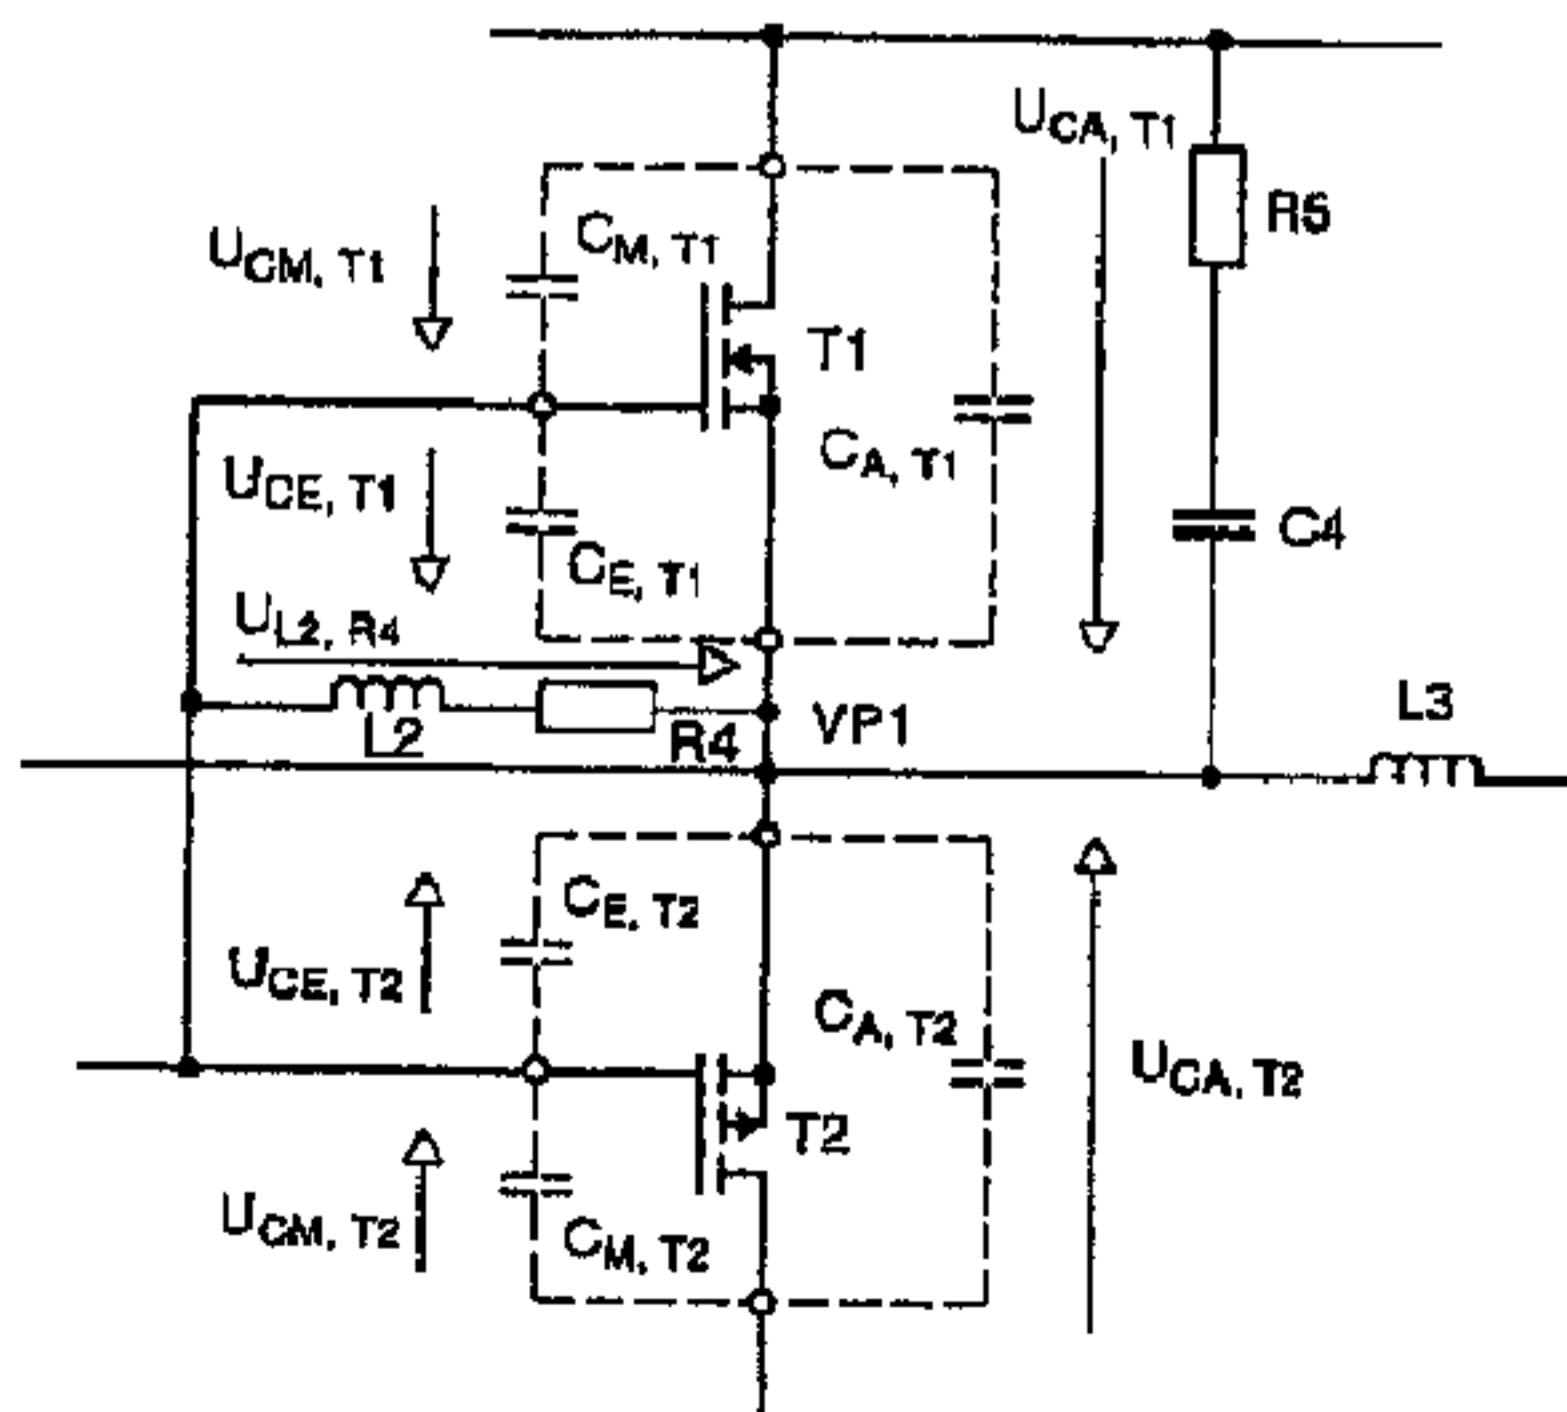 UCA, T1
R5
CM, T1
UCM, T1
T1
CA, T1
UCE, T1
C4
CE, T1
UL2, R4
L3
VP1
L2
R4
CE, T2
UCE, T2
CA, T2
UCA, T2
T2
UCM, T2
CM, T2